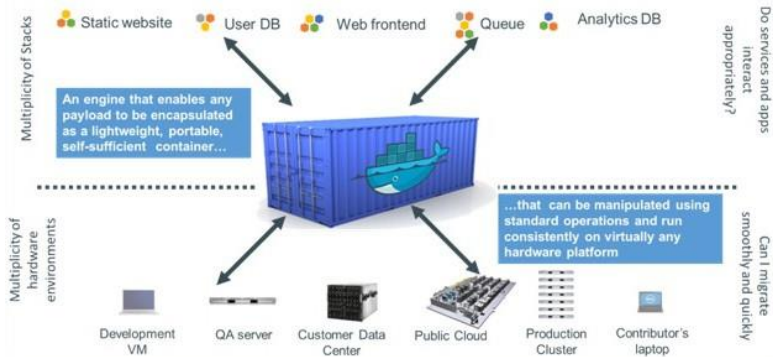 Static website
User DB
Web frontend
Queue
Analytics DB
Multiplicity of Stacks
Do services and apps
interact
appropriately?
An engine that enables any
payload to be encapsulated
as a lightweight, portable,
self-sufficient container…
…that can be manipulated using
standard operations and run
consistently on virtually any
hardware platform
Multiplicity of
hardware
environments
Can I migrate
smoothly and quickly
Development
VM
QA server
Customer Data
Center
Public Cloud
Production
Cluster
Contributor's
laptop